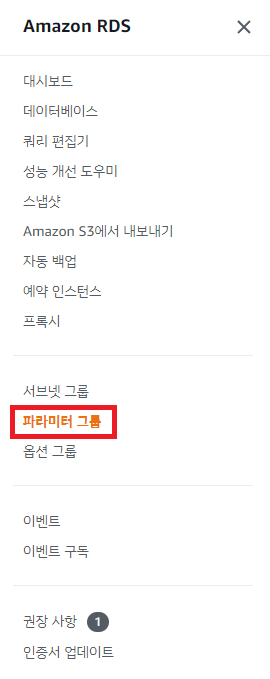 Amazon RDS
대시보드
데이터베이스
쿼리 편집기
성능 개선 도우미
스냅샷
Amazon S3에서 내보내기
자동 백업
예약 인스턴스
프록시
서브넷 그룹
파라미터 그룹
옵션 그룹
이벤트
이벤트 구독
권장 사항 1
인증서 업데이트